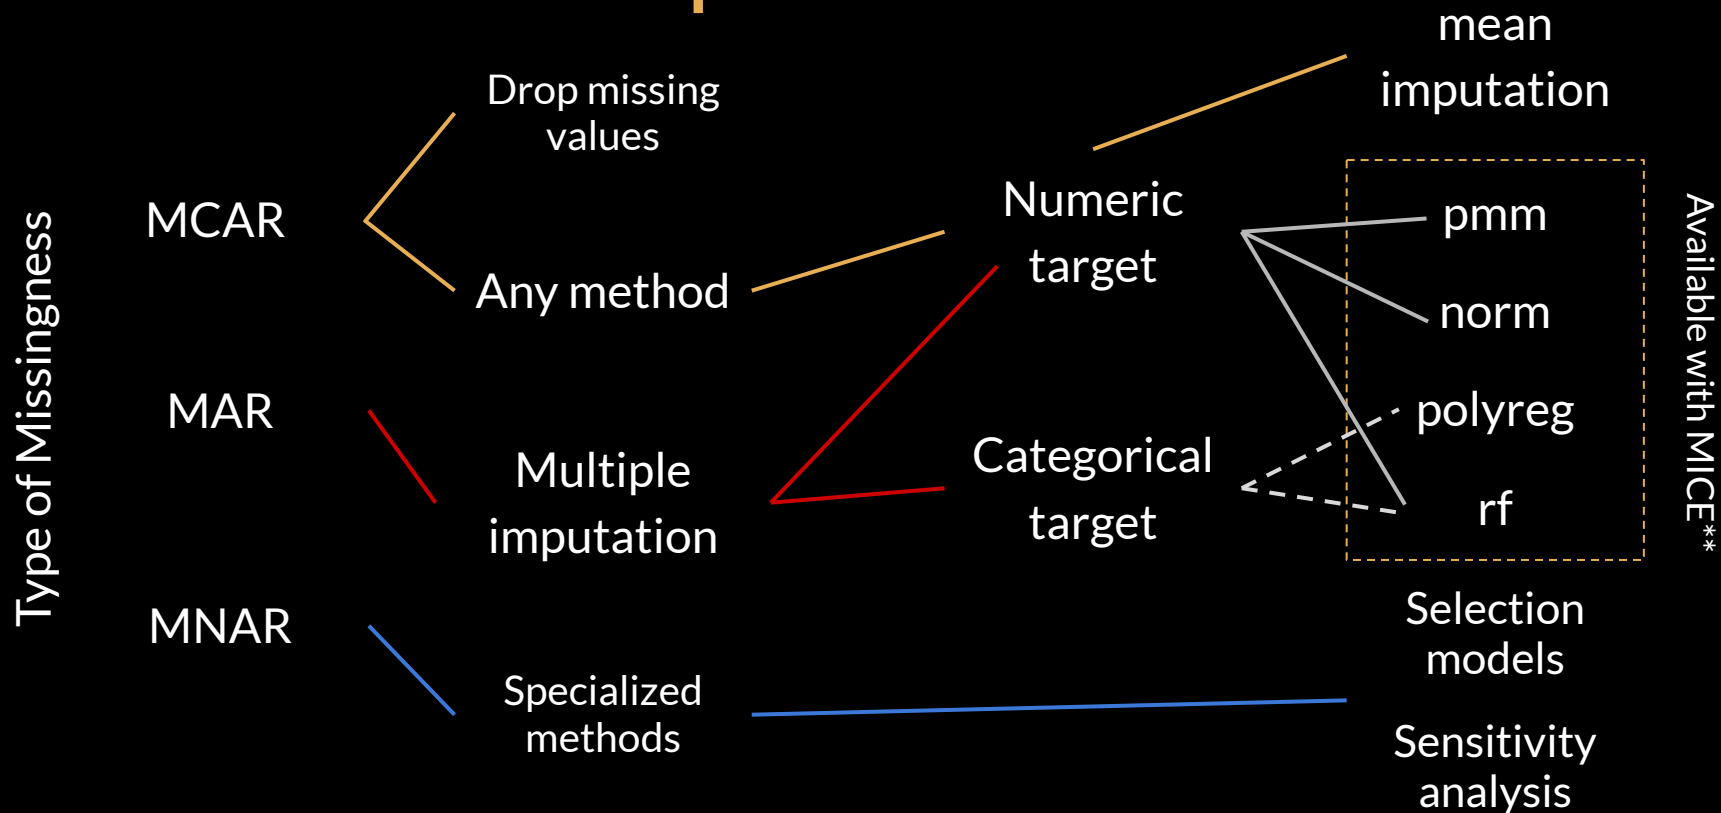 Type of Missingness
MCAR
MAR
MNAR
Drop missing
values
Any method
Multiple
imputation
Specialized
methods
Numeric
target
Categorical
target
mean
imputation
pmm
norm
polyreg
rf
Selection
models
Sensitivity
analysis
Available with MICE**